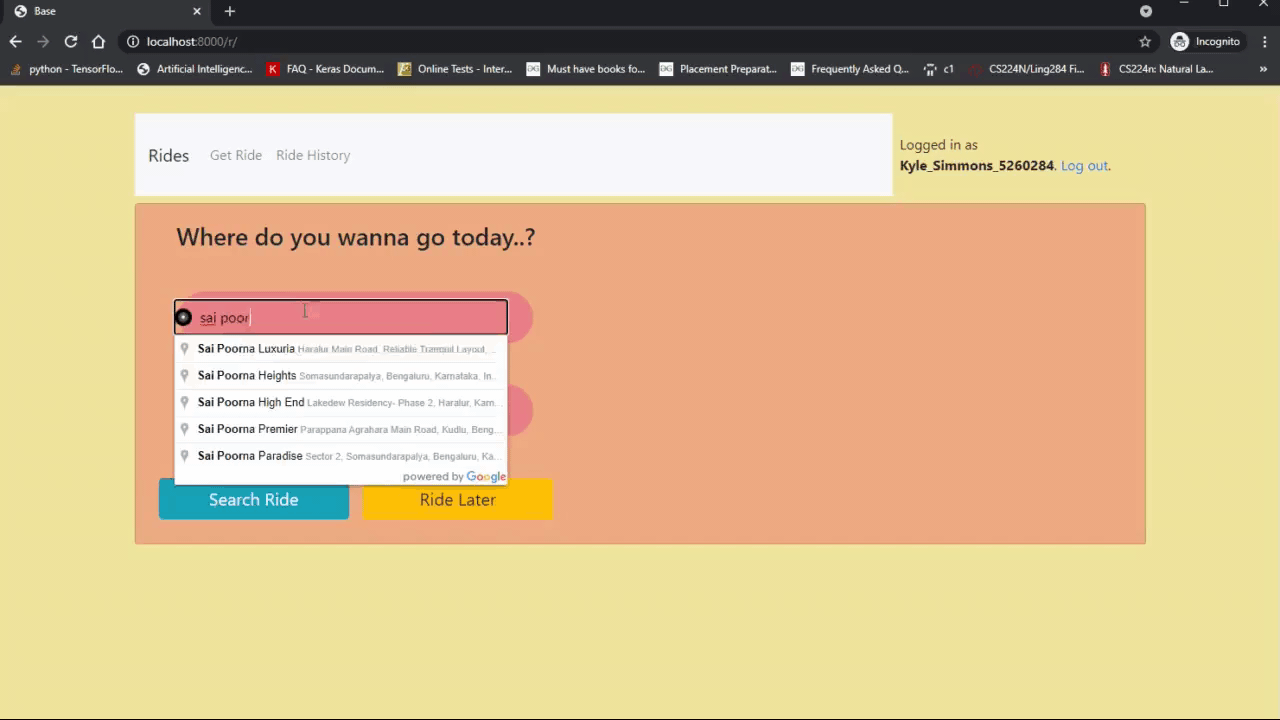 Base
localhost:8000/r/
Incognito
python - TensorFlo...
Artificial Intelligenc...
FAQ - Keras Docum...
Online Tests - Inter...
Must have books fo...
Placement Preparat...
Frequently Asked Q...
c1
CS224N/Ling284 Fi...
CS224n: Natural La...
»
Rides
Get Ride
Ride History
Logged in as
Kyle_Simmons_5260284. Log out.
Where do you wanna go today..?
sai poor
Sai Poorna Luxuria Haralur Main Road, Reliable Tranquil Layout, ...
Sai Poorna Heights Somasundarapalya, Bengaluru, Karnataka, In...
Sai Poorna High End Lakedew Residency- Phase 2, Haralur, Karn...
Sai Poorna Premier Parappana Agrahara Main Road, Kudlu, Beng...
Sai Poorna Paradise Sector 2, Somasundarapalya, Bengaluru, Ka...
powered by Google
Search Ride
Ride Later